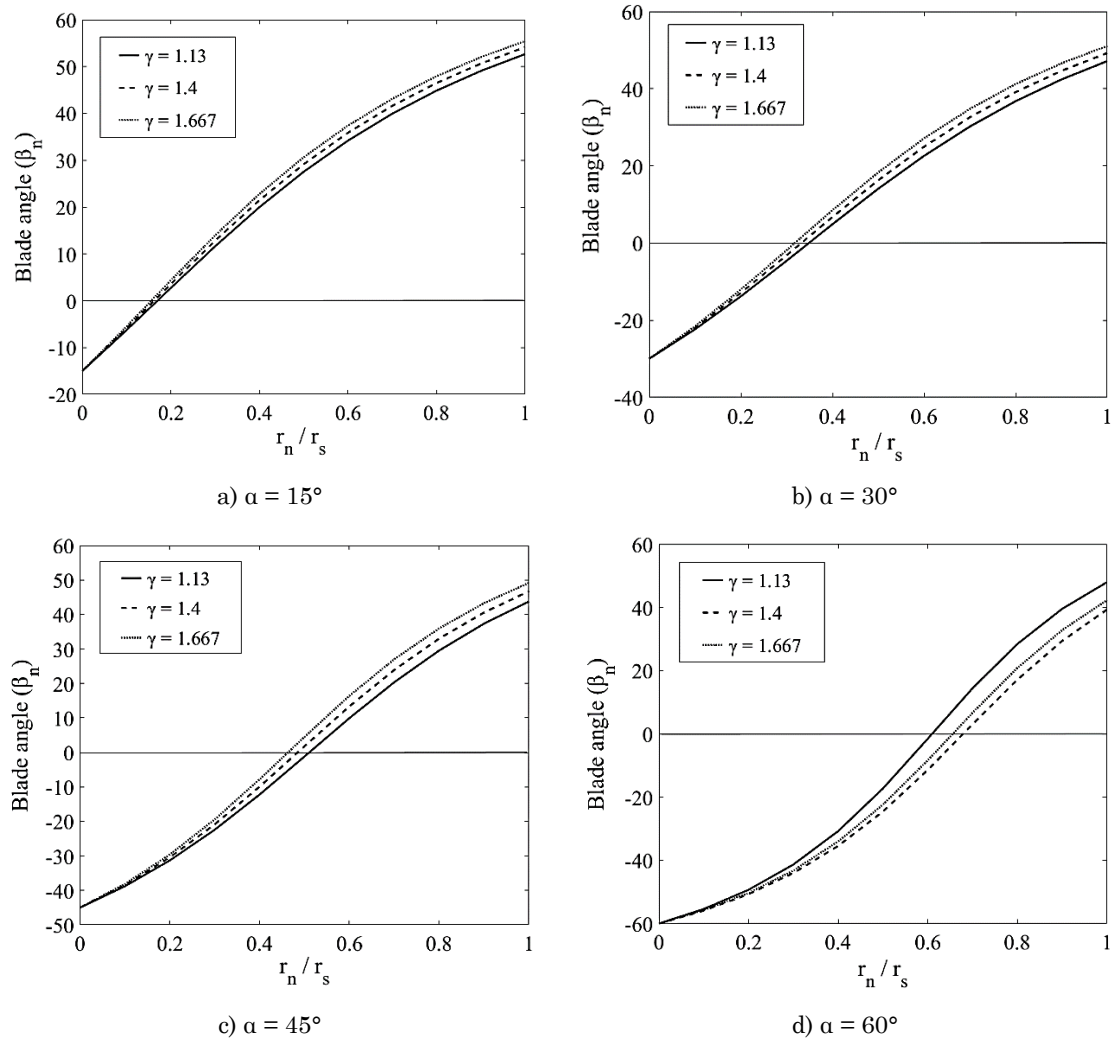 60
50
40
30
20
10
0
-10
-20
Blade angle (βn)
γ = 1.13
γ = 1.4
γ = 1.667
0 0.2 0.4 0.6 0.8 1
rn / rs
a) α = 15°
60
40
20
0
-20
-40
Blade angle (βn)
γ = 1.13
γ = 1.4
γ = 1.667
0 0.2 0.4 0.6 0.8 1
rn / rs
b) α = 30°
60
50
40
30
20
10
0
-10
-20
-30
-40
-50
Blade angle (βn)
γ = 1.13
γ = 1.4
γ = 1.667
0 0.2 0.4 0.6 0.8 1
rn / rs
c) α = 45°
60
40
20
0
-20
-40
-60
Blade angle (βn)
γ = 1.13
γ = 1.4
γ = 1.667
0 0.2 0.4 0.6 0.8 1
rn / rs
d) α = 60°